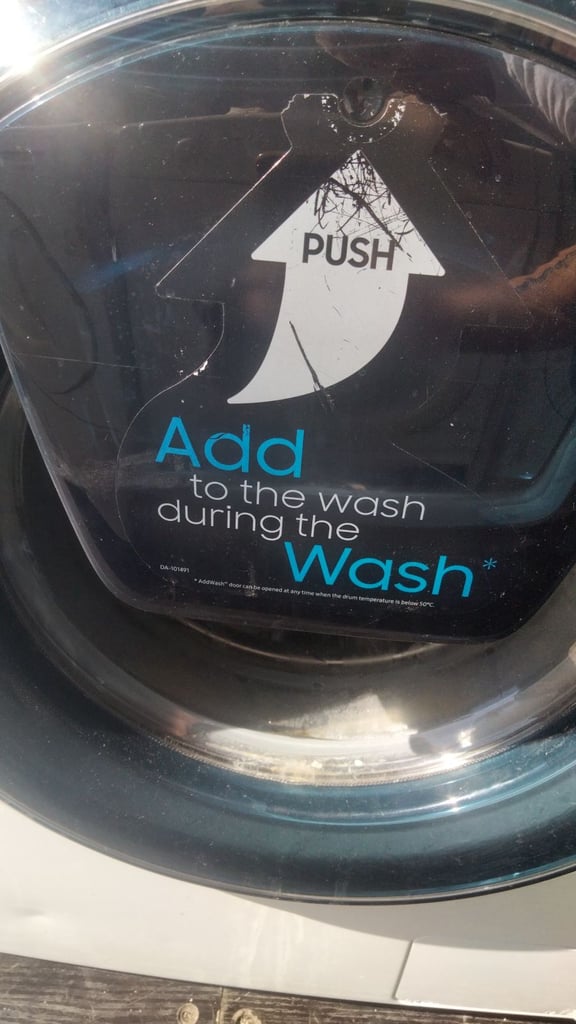 PUSH
Add
to the wash
during the
Wash*
DA-101491
* AddWash™ door can be opened at any time when the drum temperature is below 50°C.